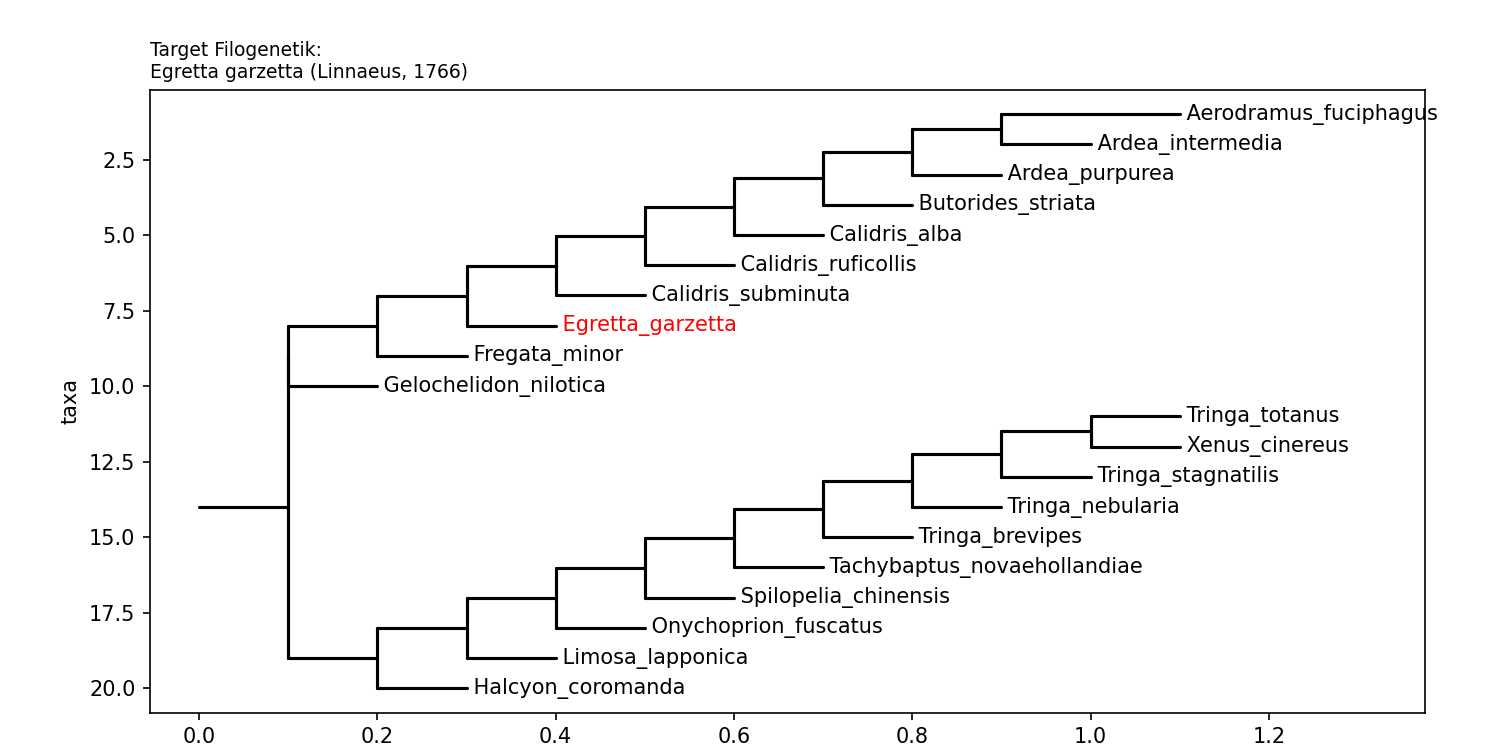 Target Filogenetik:
Egretta garzetta (Linnaeus, 1766)
Aerodramus_fuciphagus
Ardea_intermedia
2.5
Ardea_purpurea
Butorides_striata
5.0
Calidris_alba
Calidris_ruficollis
Calidris_subminuta
7.5
Egretta_garzetta
Fregata_minor
10.0
Gelochelidon_nilotica
taxa
Tringa_totanus
Xenus_cinereus
12.5
Tringa_stagnatilis
Tringa_nebularia
15.0
Tringa_brevipes
Tachybaptus_novaehollandiae
Spilopelia_chinensis
17.5
Onychoprion_fuscatus
Limosa_lapponica
20.0
Halcyon_coromanda
0.0 0.2 0.4 0.6 0.8 1.0 1.2